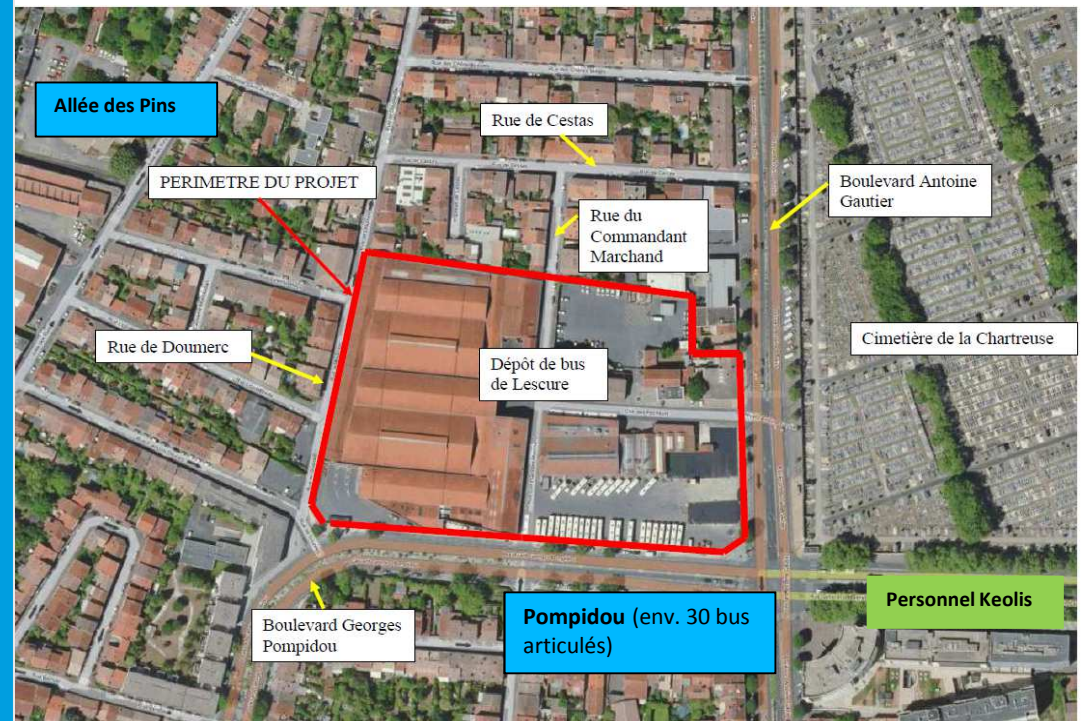 Allée des Pins
Rue de Cestas
PERIMETRE DU PROJET
Boulevard Antoine
Gautier
Rue du
Commandant
Marchand
Rue de Doumerc
Cimetière de la Chartreuse
Dépôt de bus
de Lescure
Personnel Keolis
Pompidou (env. 30 bus
articulés)
Boulevard Georges
Pompidou